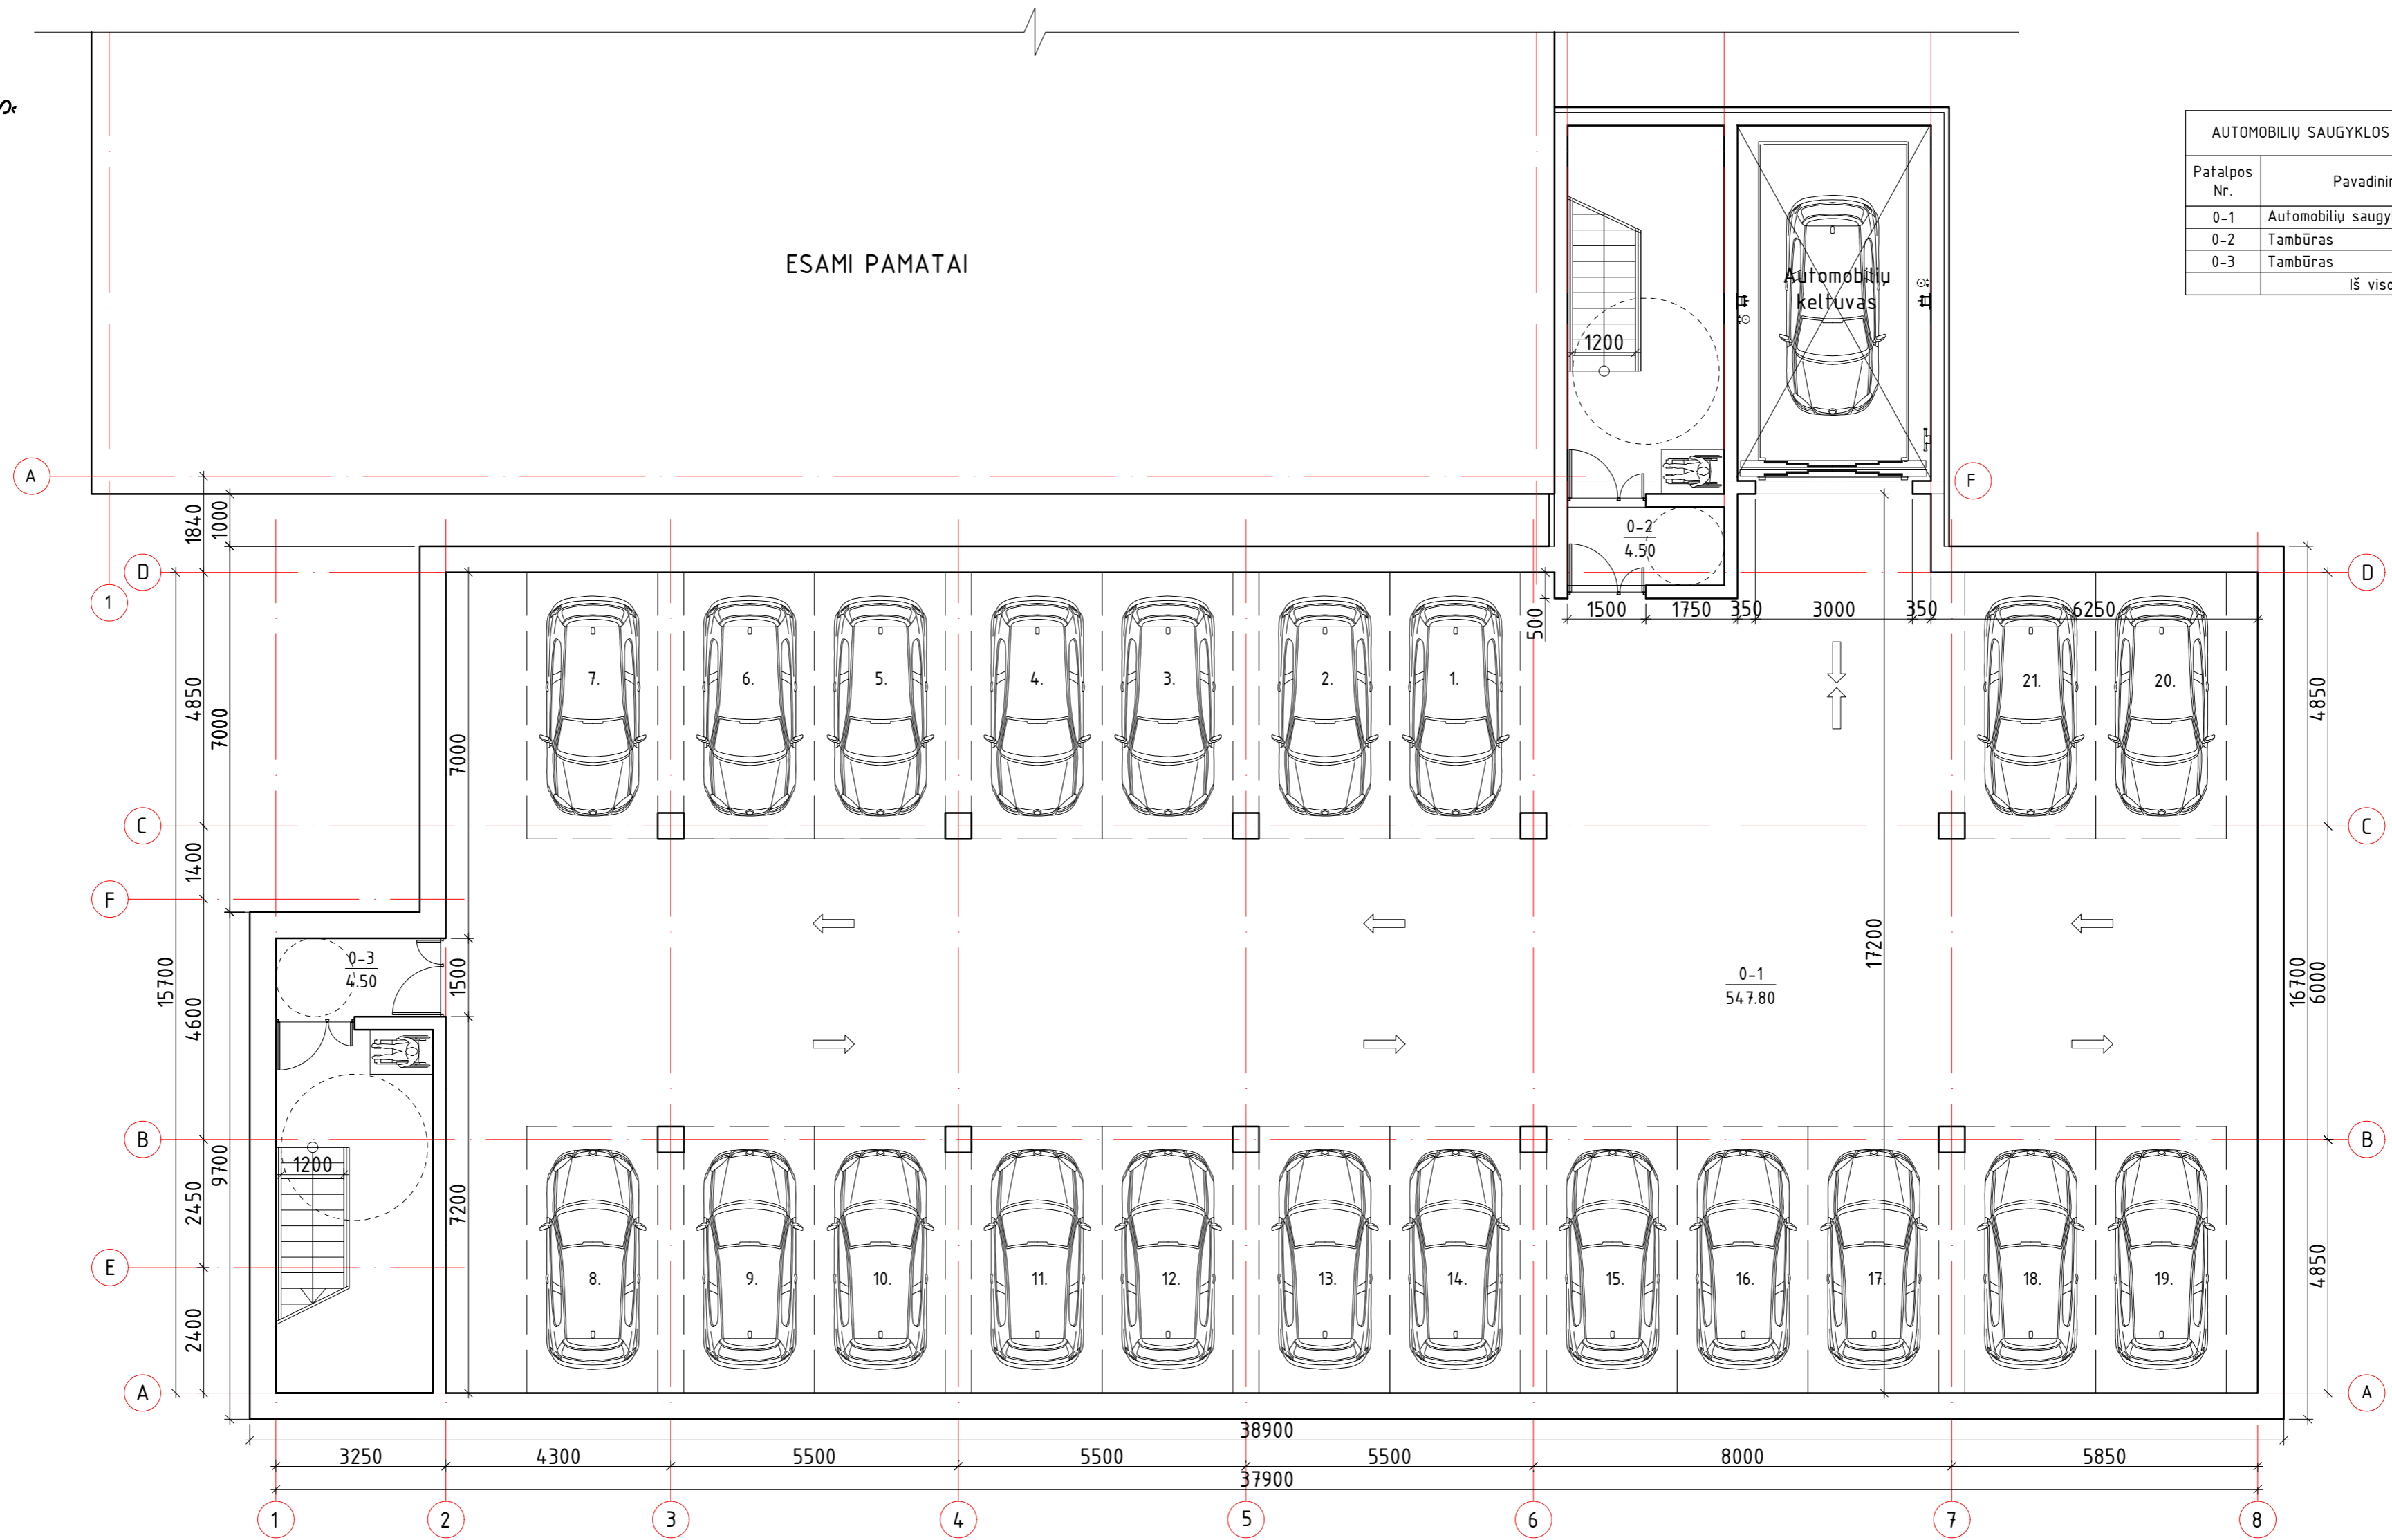 Š
ESAMI PAMATAI
AUTOMOBILIŲ SAUGYKLOS
Patalpos
Nr.
Pavadinim
0-1 Automobilių saugy
0-2 Tambūras
0-3 Tambūras
Iš viso
Automobilių
keltuvas
1200
A
F
1840
1000
0-2
4.50
D
D
1
500
1500 1750 350 3000 350 6250
7. 6. 5. 4. 3. 2. 1. 21. 20.
4850
7000
7000
4850
C
C
1400
F
15700
4600
0-3
4.50
1500
17200
0-1
547.80
16700
6000
B
B
1200
9700
2450
7200
E
8. 9. 10. 11. 12. 13. 14. 15. 16. 17. 18. 19.
4850
2400
A
A
38900
3250 4300 5500 5500 5500 8000 5850
37900
1 2 3 4 5 6 7 8